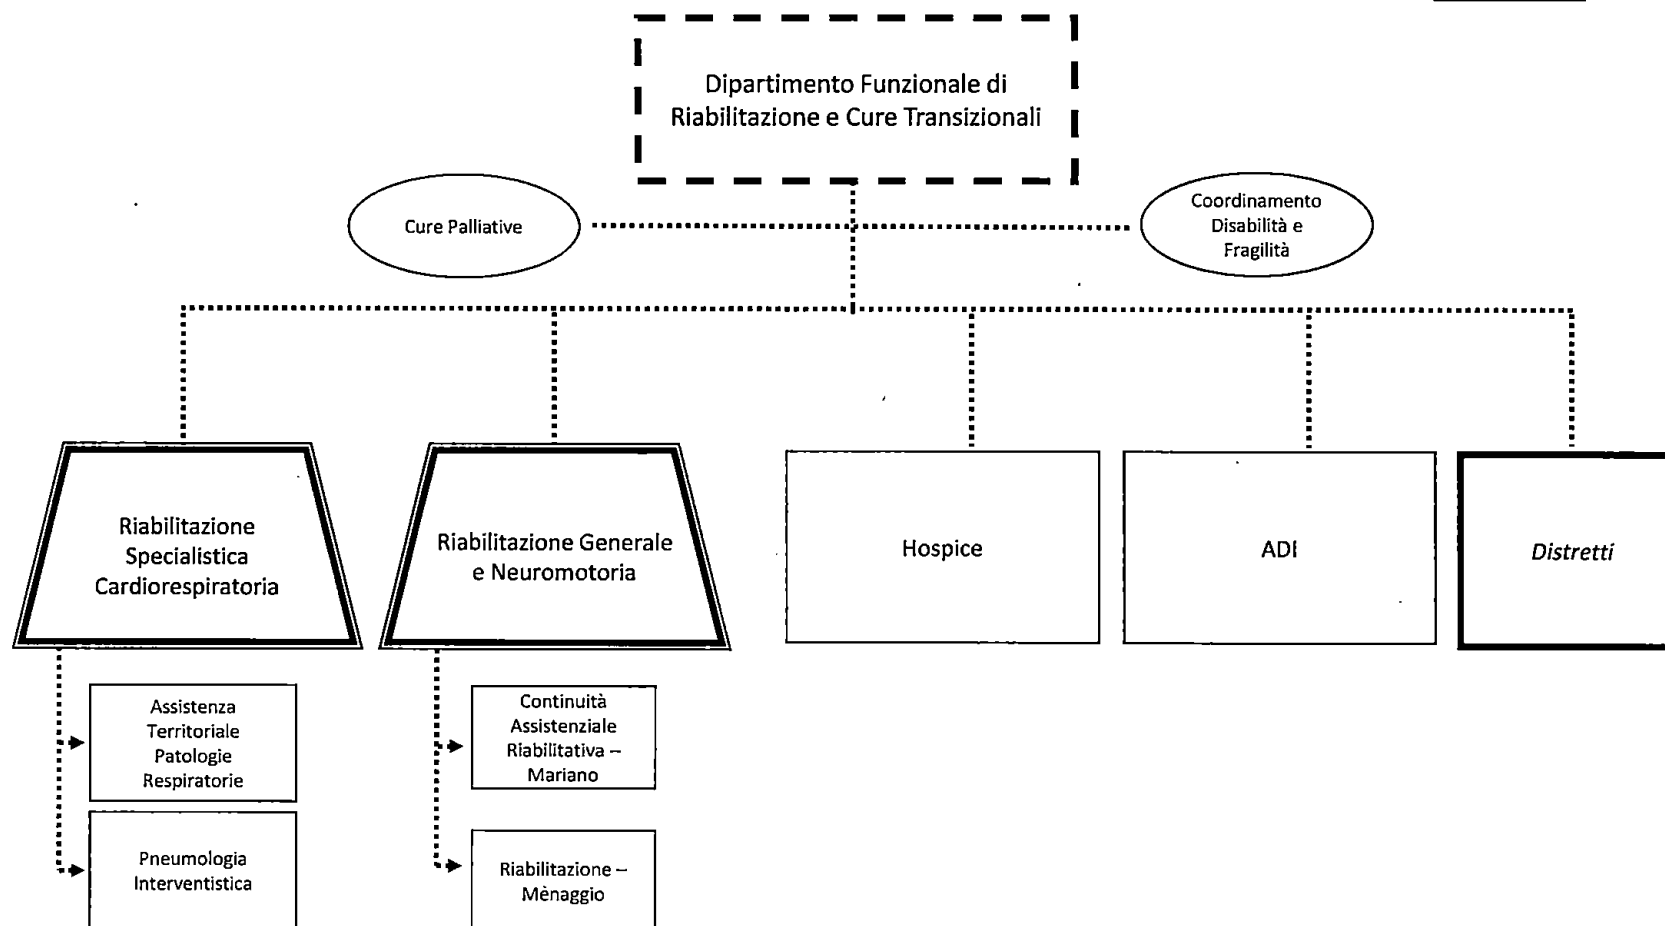 Dipartimento Funzionale di
Riabilitazione e Cure Transizionali
Cure Palliative
Coordinamento
Disabilità e
Fragilità
Riabilitazione
Specialistica
Cardiorespiratoria
Riabilitazione Generale
e Neuromotoria
Hospice
ADI
Distretti
Assistenza
Territoriale
Patologie
Respiratorie
Continuità
Assistenziale
Riabilitativa –
Mariano
Pneumologia
Interventistica
Riabilitazione –
Mènaggio